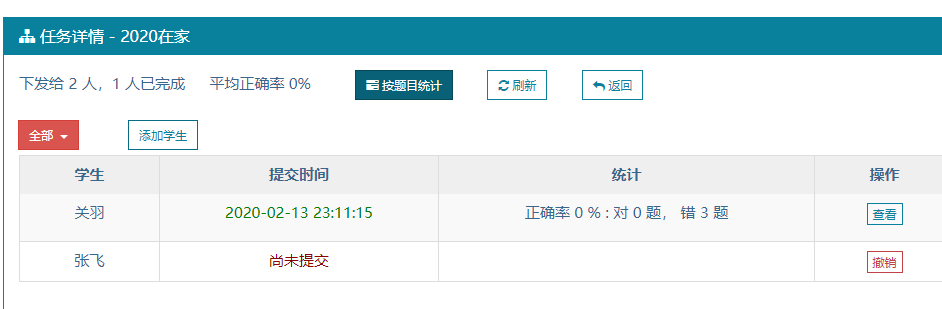 任务详情 - 2020在家
下发给 2 人，1 人已完成 平均正确率 0% 按题目统计 刷新 返回
全部 添加学生
学生 提交时间 统计 操作
关羽 2020-02-13 23:11:15 正确率 0 % : 对 0 题， 错 3 题 查看
张飞 尚未提交 撤销